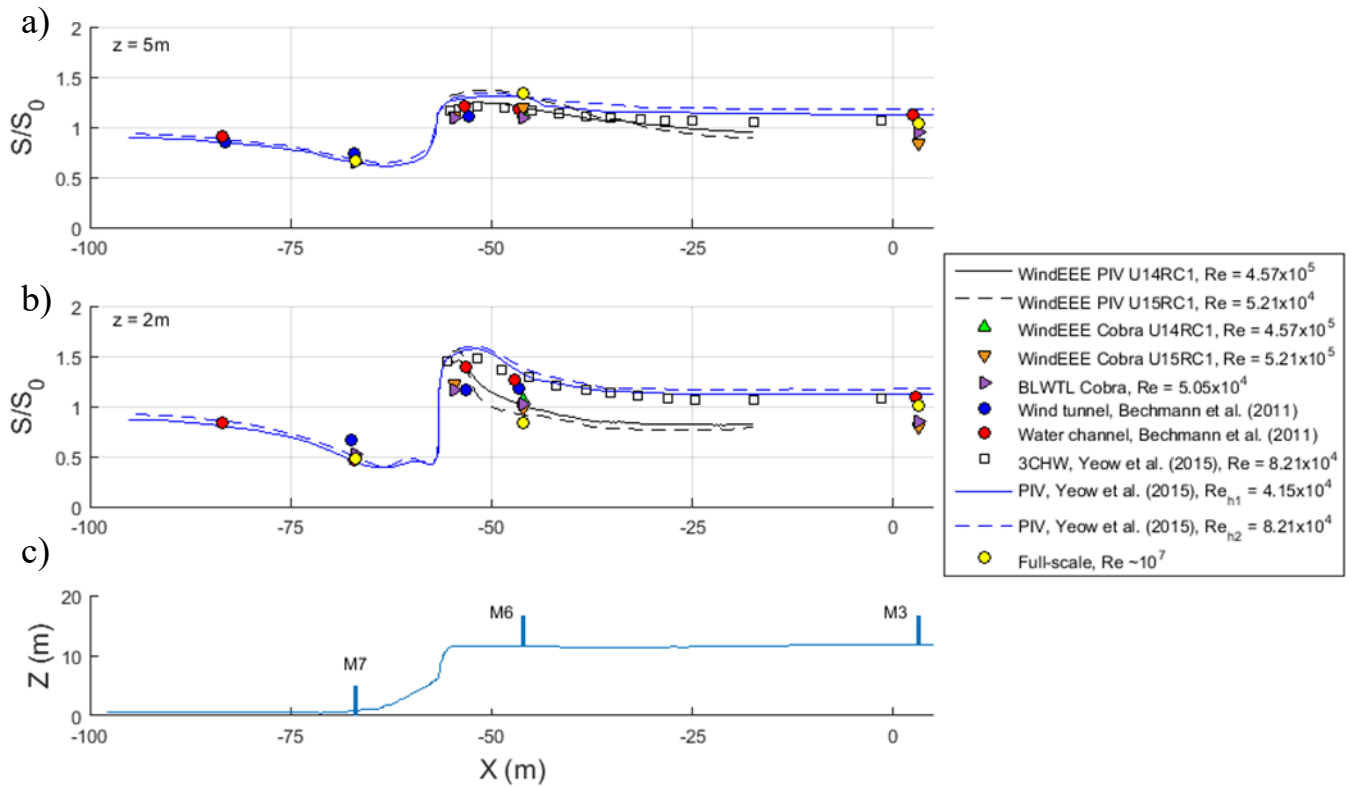 a)
z = 5m
2
1.5
1
0.5
0
S/S0
-100 -75 -50 -25 0
b)
z = 2m
2
1.5
1
0.5
0
S/S0
-100 -75 -50 -25 0
WindEEE PIV U14RC1, Re = 4.57x10^5
WindEEE PIV U15RC1, Re = 5.21x10^4
WindEEE Cobra U14RC1, Re = 4.57x10^5
WindEEE Cobra U15RC1, Re = 5.21x10^5
BLWTL Cobra, Re = 5.05x10^4
Wind tunnel, Bechmann et al. (2011)
Water channel, Bechmann et al. (2011)
3CHW, Yeow et al. (2015), Re = 8.21x10^4
PIV, Yeow et al. (2015), Re_h1 = 4.15x10^4
PIV, Yeow et al. (2015), Re_h2 = 8.21x10^4
Full-scale, Re ~10^7
c)
20
10
0
Z (m)
M7
M6
M3
-100 -75 -50 -25 0
X (m)